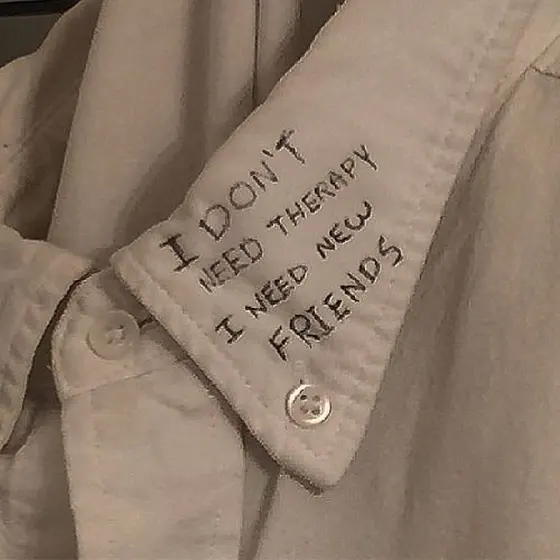 I DON'T
NEED THERAPY
I NEED NEW
FRIENDS